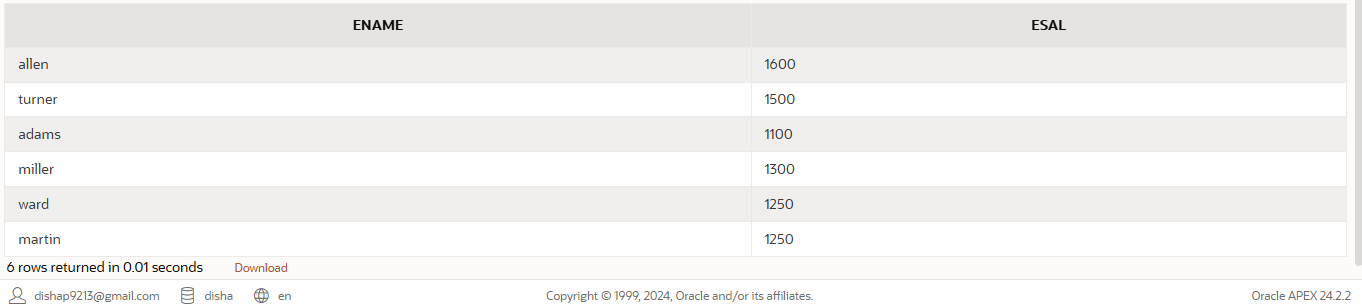 ENAME ESAL
allen 1600
turner 1500
adams 1100
miller 1300
ward 1250
martin 1250
6 rows returned in 0.01 seconds Download
dishap9213@gmail.com disha en Copyright © 1999, 2024, Oracle and/or its affiliates. Oracle APEX 24.2.2